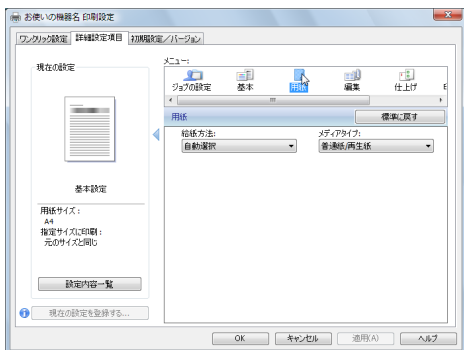 お使いの機器名 印刷設定
ワンクリック設定 詳細設定項目 初期設定／バージョン
現在の設定
基本設定
用紙サイズ：
A4
指定サイズに印刷：
元のサイズと同じ
設定内容一覧
現在の設定を登録する...
メニュー:
ジョブの設定 基本 用紙 編集 仕上げ
用紙 標準に戻す
給紙方法: メディアタイプ:
自動選択 普通紙/再生紙
OK キャンセル 適用(A) ヘルプ